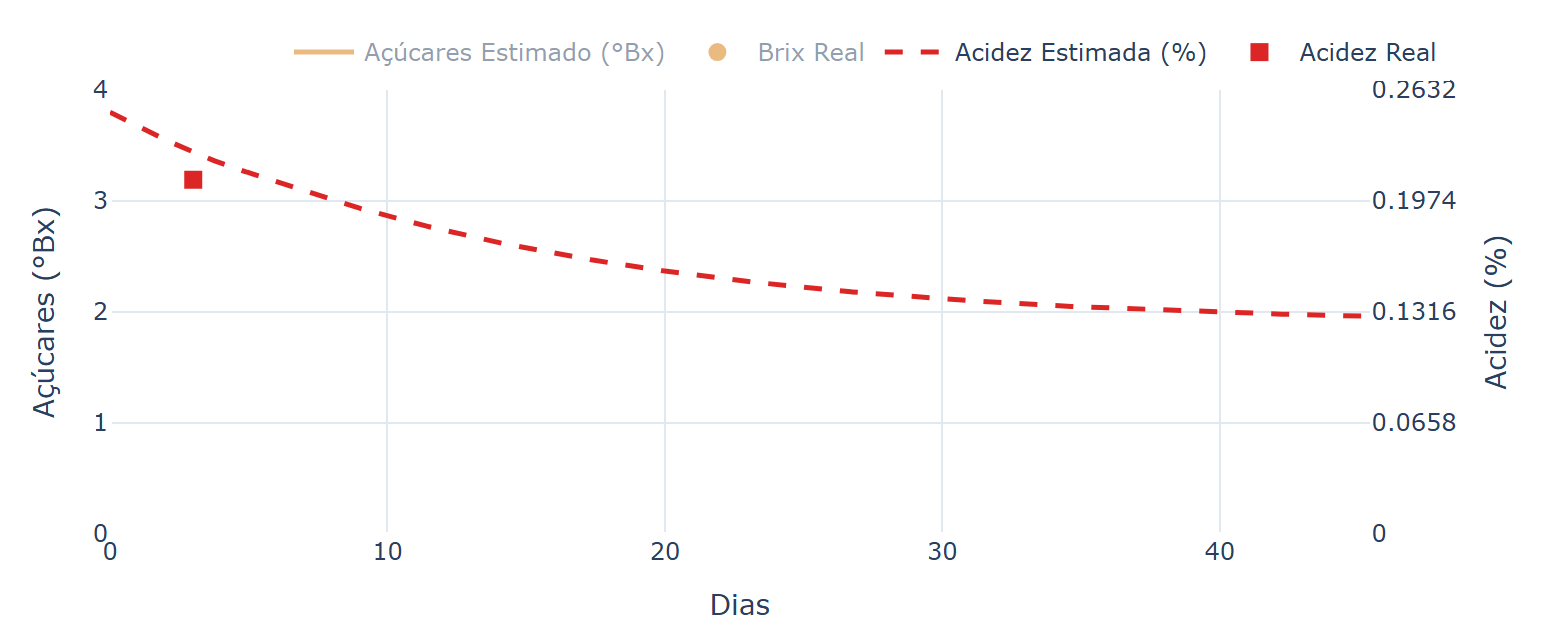 Açúcares Estimado (°Bx) Brix Real Acidez Estimada (%) Acidez Real
4 0.2632
3 0.1974
2 0.1316
1 0.0658
0 0
0 10 20 30 40
Dias
Açúcares (°Bx)
Acidez (%)